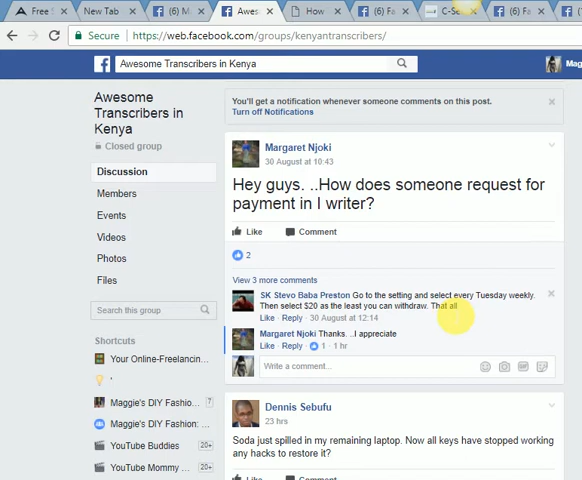 Free S
New Tab
(6) M
Awes
How
(6) Fa
C-Se
(6) Fa
Secure
https://web.facebook.com/groups/kenyantranscribers/
Awesome Transcribers in Kenya
Mag
Awesome
Transcribers in
Kenya
Closed group
Discussion
Members
Events
Videos
Photos
Files
Search this group
Shortcuts
Your Online-Freelancin...
Maggie's DIY Fashio... 7
Maggie's DIY Fashion: ...
YouTube Buddies 20+
YouTube Mommy ... 20+
You'll get a notification whenever someone comments on this post.
Turn off Notifications
Margaret Njoki
30 August at 10:43
Hey guys. ..How does someone request for
payment in I writer?
Like Comment
2
View 3 more comments
SK Stevo Baba Preston Go to the setting and select every Tuesday weekly.
Then select $20 as the least you can withdraw. That all
Like · Reply · 30 August at 12:14
Margaret Njoki Thanks. ..I appreciate
Like · Reply · 1 · 1 hr
Write a comment...
Dennis Sebufu
23 hrs
Soda just spilled in my remaining laptop. Now all keys have stopped working
any hacks to restore it?
Like Comment